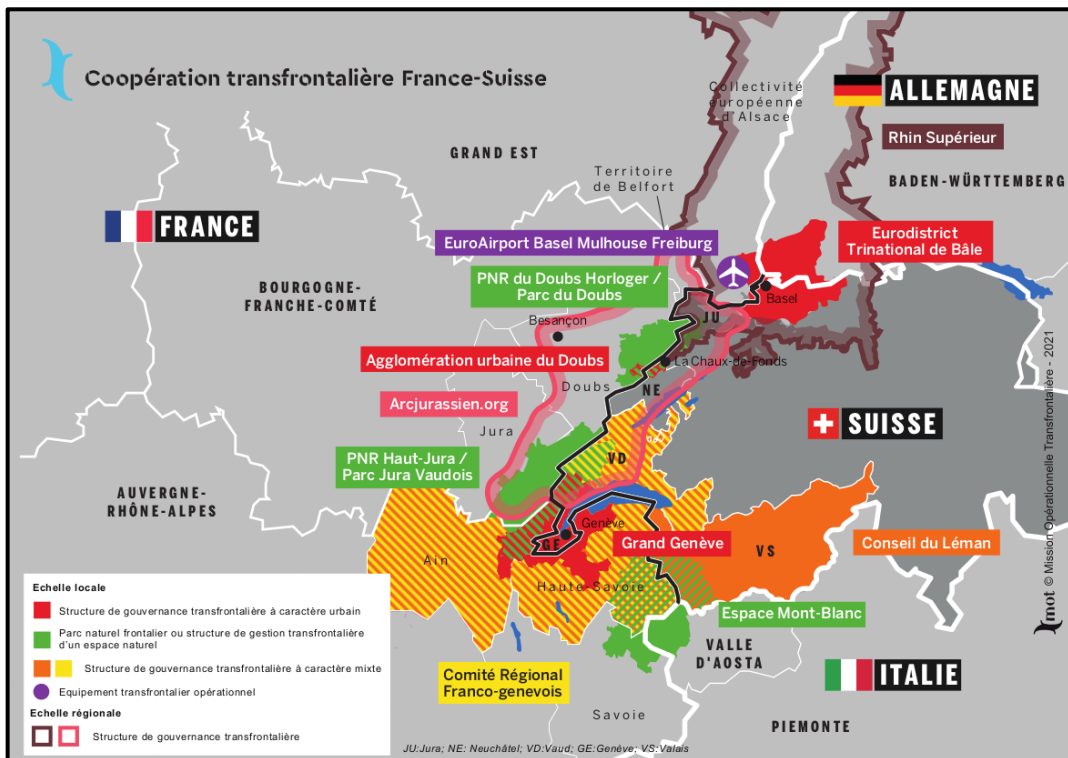 Coopération transfrontalière France-Suisse
Collectivité
européenne
d'Alsace
ALLEMAGNE
Rhin Supérieur
GRAND EST
Territoire
de Belfort
BADEN-WÜRTTEMBERG
FRANCE
EuroAirport Basel Mulhouse Freiburg
Eurodistrict
Trinational de Bâle
PNR du Doubs Horloger /
Parc du Doubs
BOURGOGNE-
FRANCHE-COMTÉ
Basel
JU
Besançon
Agglomération urbaine du Doubs
La Chaux-de-Fonds
Doubs
NE
Arcjurassien.org
SUISSE
Jura
PNR Haut-Jura /
Parc Jura Vaudois
VD
AUVERGNE-
RHÔNE-ALPES
Genève
GE
Grand Genève
VS
Conseil du Léman
Ain
Haute-Savoie
Espace Mont-Blanc
VALLE
D'AOSTA
ITALIE
Comité Régional
Franco-genevois
Savoie
PIEMONTE
Echelle locale
Structure de gouvernance transfrontalière à caractère urbain
Parc naturel frontalier ou structure de gestion transfrontalière
d'un espace naturel
Structure de gouvernance transfrontalière à caractère mixte
Equipement transfrontalier opérationnel
Echelle régionale
Structure de gouvernance transfrontalière
JU:Jura; NE: Neuchâtel; VD:Vaud; GE:Genève; VS:Valais
mot © Mission Opérationnelle Transfrontalière - 2021